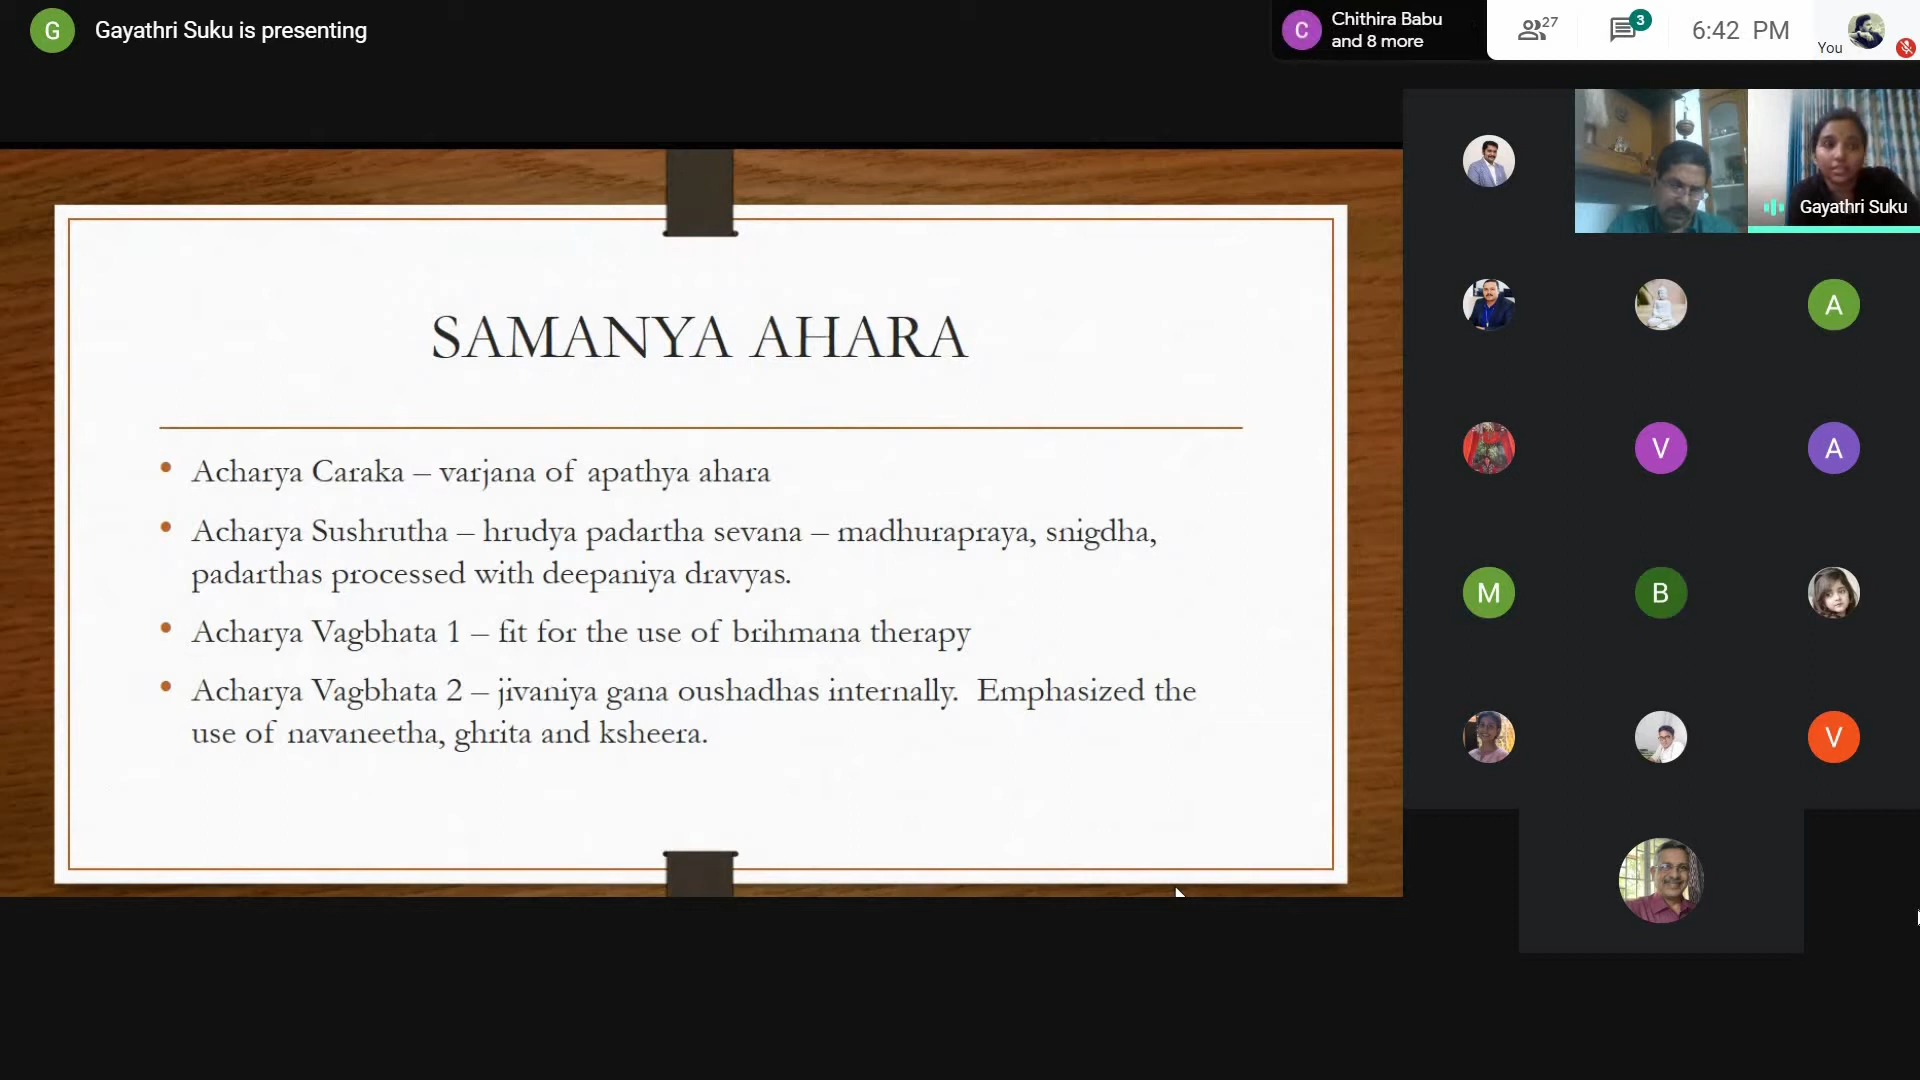 G
Gayathri Suku is presenting
C
Chithira Babu
and 8 more
27
3
6:42 PM
You
Gayathri Suku
SAMANYA AHARA
• Acharya Caraka – varjana of apathya ahara
• Acharya Sushrutha – hrudya padartha sevana – madhurapraya, snigdha,
padarthas processed with deepaniya dravyas.
• Acharya Vagbhata 1 – fit for the use of brihmana therapy
• Acharya Vagbhata 2 – jivaniya gana oushadhas internally. Emphasized the
use of navaneetha, ghrita and ksheera.
A
V
A
M
B
V